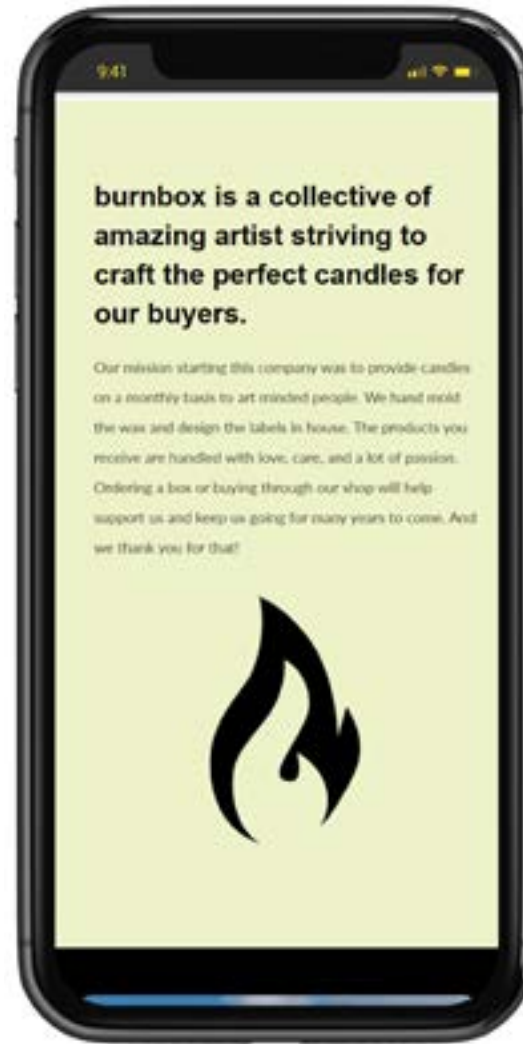 9:41
burnbox is a collective of
amazing artist striving to
craft the perfect candles for
our buyers.
Our mission starting this company was to provide candles
on a monthly basis to art minded people. We hand mold
the wax and design the labels in house. The products you
receive are handled with love, care, and a lot of passion.
Ordering a box or buying through our shop will help
support us and keep us going for many years to come. And
we thank you for that!